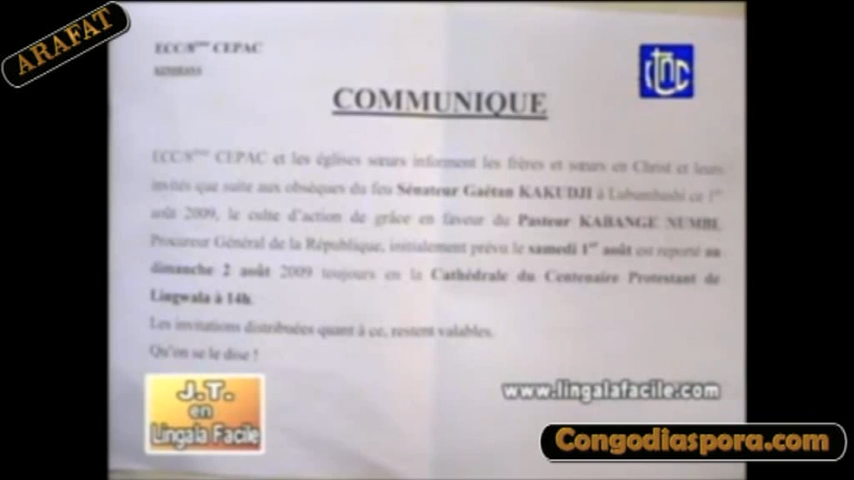 ARAFAT
ECC/8ème CEPAC
COMMUNIQUE
ECC/8ème CEPAC et les églises sœurs informent les frères et sœurs en Christ et leurs
invités que suite aux obsèques du feu Sénateur Gaétan KAKUDJI à Lubumbashi ce 1er
août 2009, le culte d'action de grâce en faveur du Pasteur KABANGE NUMBI,
Procureur Général de la République, initialement prévu le samedi 1er août est reporté au
dimanche 2 août 2009 toujours en la Cathédrale du Centenaire Protestant de
Lingwala à 14h.
Les invitations distribuées quant à ce, restent valables.
Qu'on se le dise !
J.T.
en
Lingala Facile
www.lingalafacile.com
Congodiaspora.com